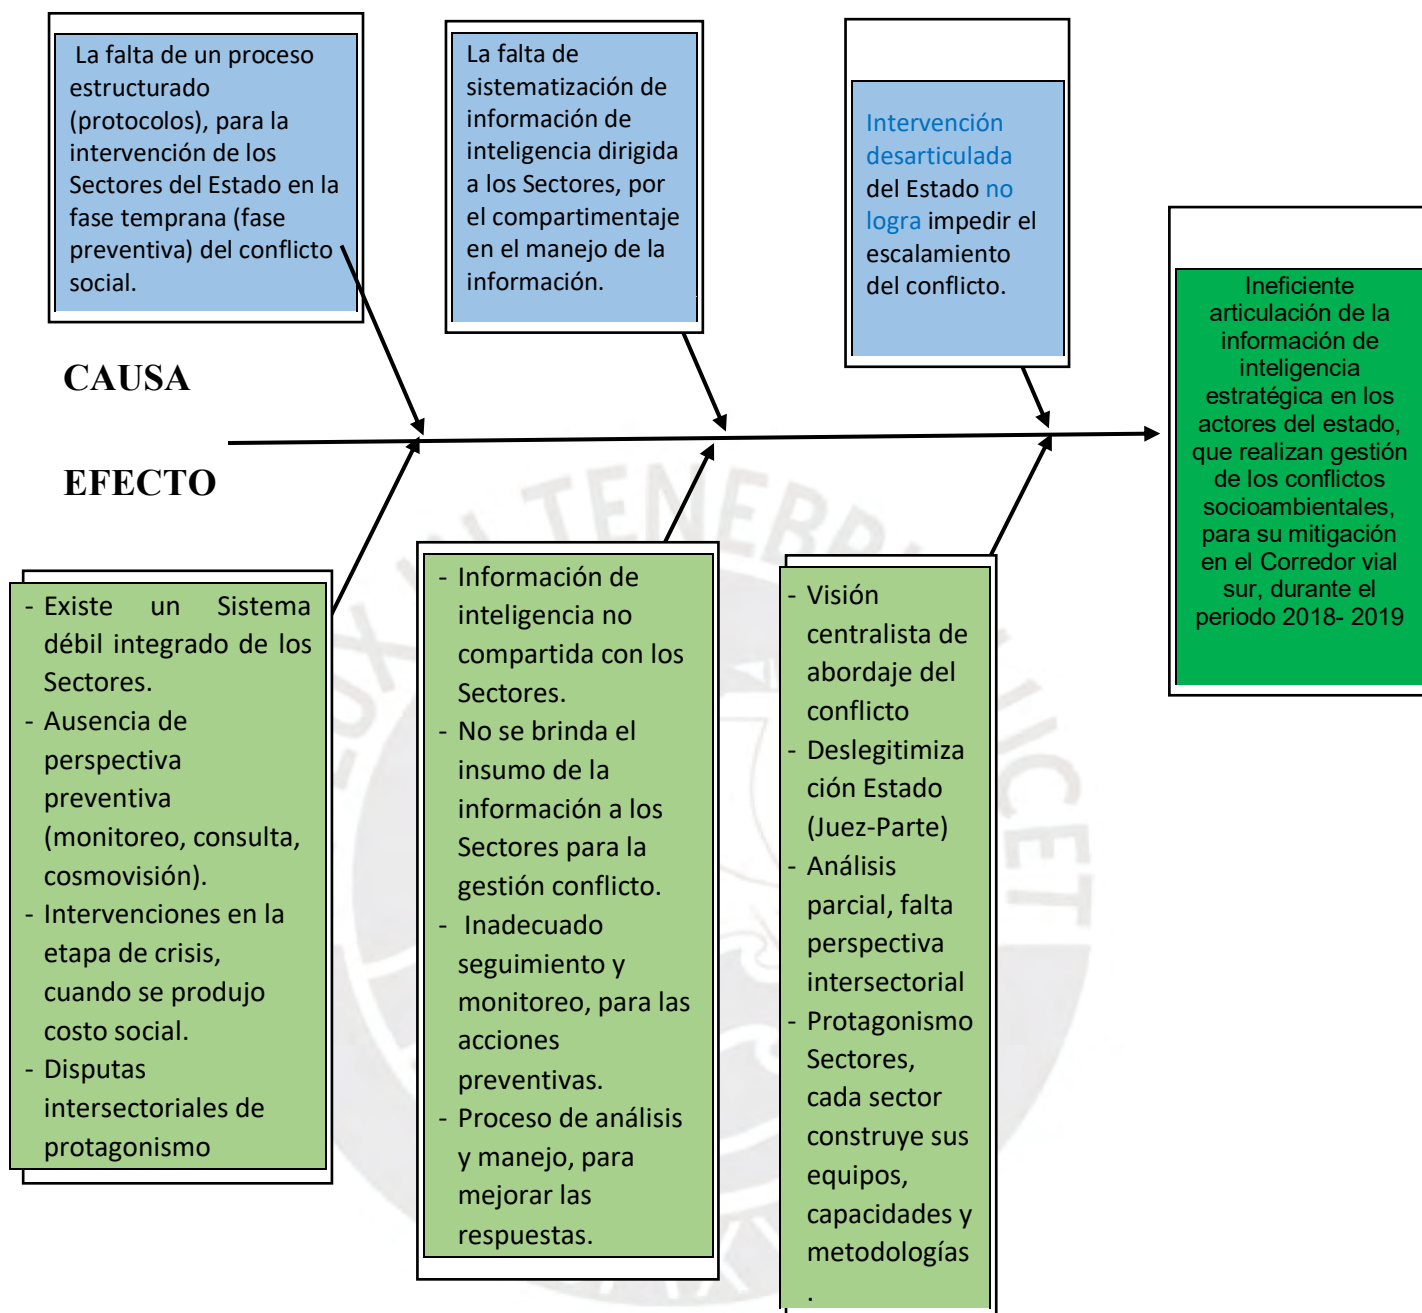 La falta de un proceso
estructurado
(protocolos), para la
intervención de los
Sectores del Estado en la
fase temprana (fase
preventiva) del conflicto
social.
La falta de
sistematización de
información de
inteligencia dirigida
a los Sectores, por
el compartimentaje
en el manejo de la
información.
Intervención
desarticulada
del Estado no
logra impedir el
escalamiento
del conflicto.
Ineficiente
articulación de la
información de
inteligencia
estratégica en los
actores del estado,
que realizan gestión
de los conflictos
socioambientales,
para su mitigación
en el Corredor vial
sur, durante el
periodo 2018- 2019
CAUSA
EFECTO
- Existe un Sistema
débil integrado de los
Sectores.
- Ausencia de
perspectiva
preventiva
(monitoreo, consulta,
cosmovisión).
- Intervenciones en la
etapa de crisis,
cuando se produjo
costo social.
- Disputas
intersectoriales de
protagonismo
- Información de
inteligencia no
compartida con los
Sectores.
- No se brinda el
insumo de la
información a los
Sectores para la
gestión conflicto.
- Inadecuado
seguimiento y
monitoreo, para las
acciones
preventivas.
- Proceso de análisis
y manejo, para
mejorar las
respuestas.
- Visión
centralista de
abordaje del
conflicto
- Deslegitimiza
ción Estado
(Juez-Parte)
- Análisis
parcial, falta
perspectiva
intersectorial
- Protagonismo
Sectores,
cada sector
construye sus
equipos,
capacidades y
metodologías
.